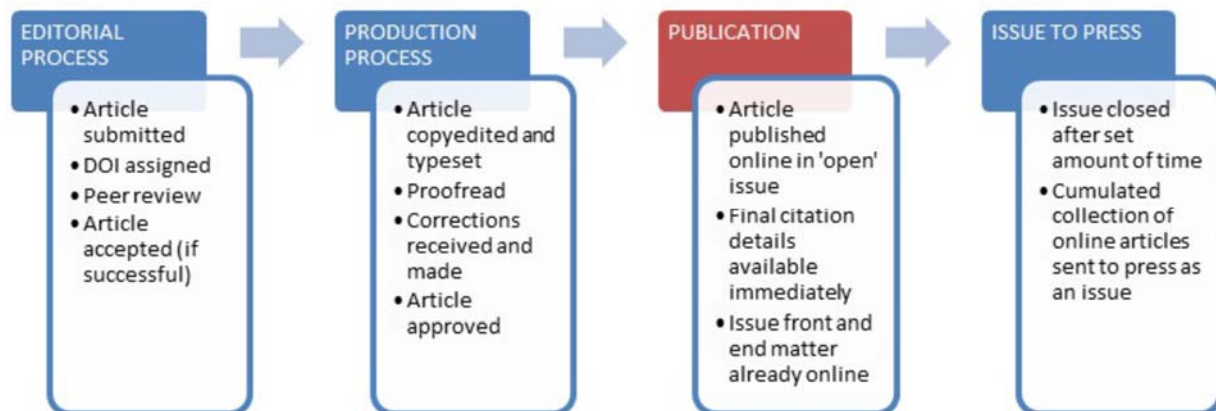 EDITORIAL
PROCESS
• Article
submitted
• DOI assigned
• Peer review
• Article
accepted (if
successful)
PRODUCTION
PROCESS
• Article
copyedited and
typeset
• Proofread
• Corrections
received and
made
• Article
approved
PUBLICATION
• Article
published
online in 'open'
issue
• Final citation
details
available
immediately
• Issue front and
end matter
already online
ISSUE TO PRESS
• Issue closed
after set
amount of time
• Cumulated
collection of
online articles
sent to press as
an issue